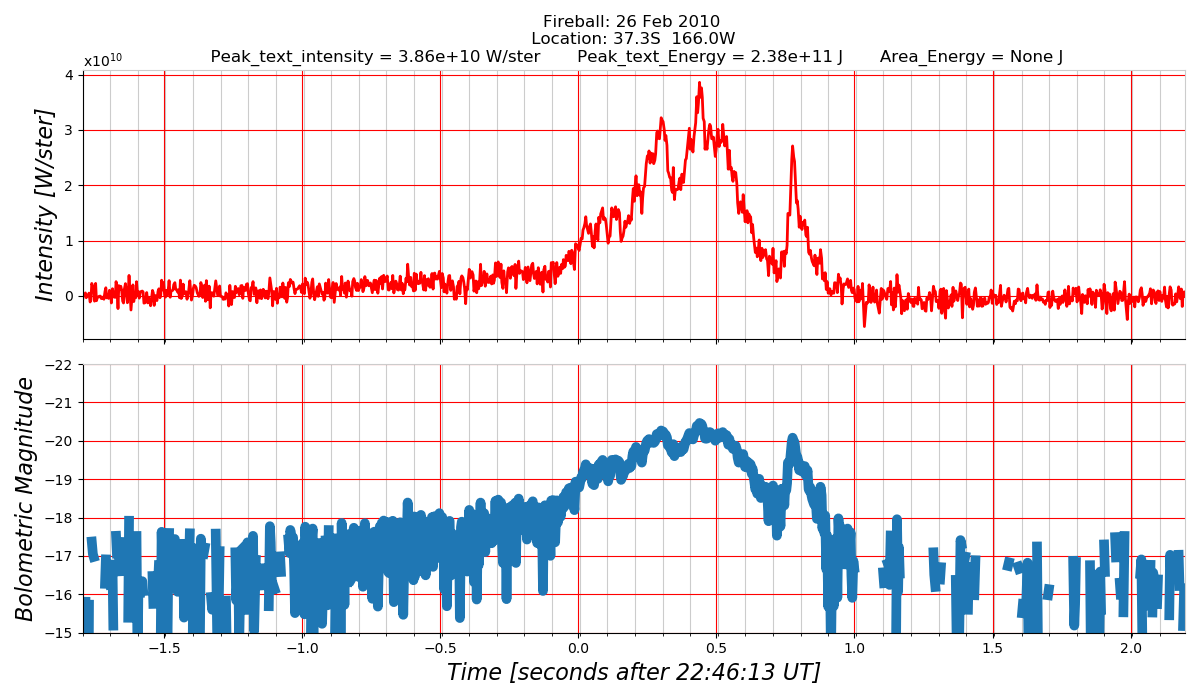 Fireball: 26 Feb 2010
Location: 37.3S 166.0W
Peak_text_intensity = 3.86e+10 W/ster Peak_text_Energy = 2.38e+11 J Area_Energy = None J
x10¹⁰
4
3
2
1
0
Intensity [W/ster]
−22
−21
−20
−19
−18
−17
−16
−15
Bolometric Magnitude
−1.5 −1.0 −0.5 0.0 0.5 1.0 1.5 2.0
Time [seconds after 22:46:13 UT]